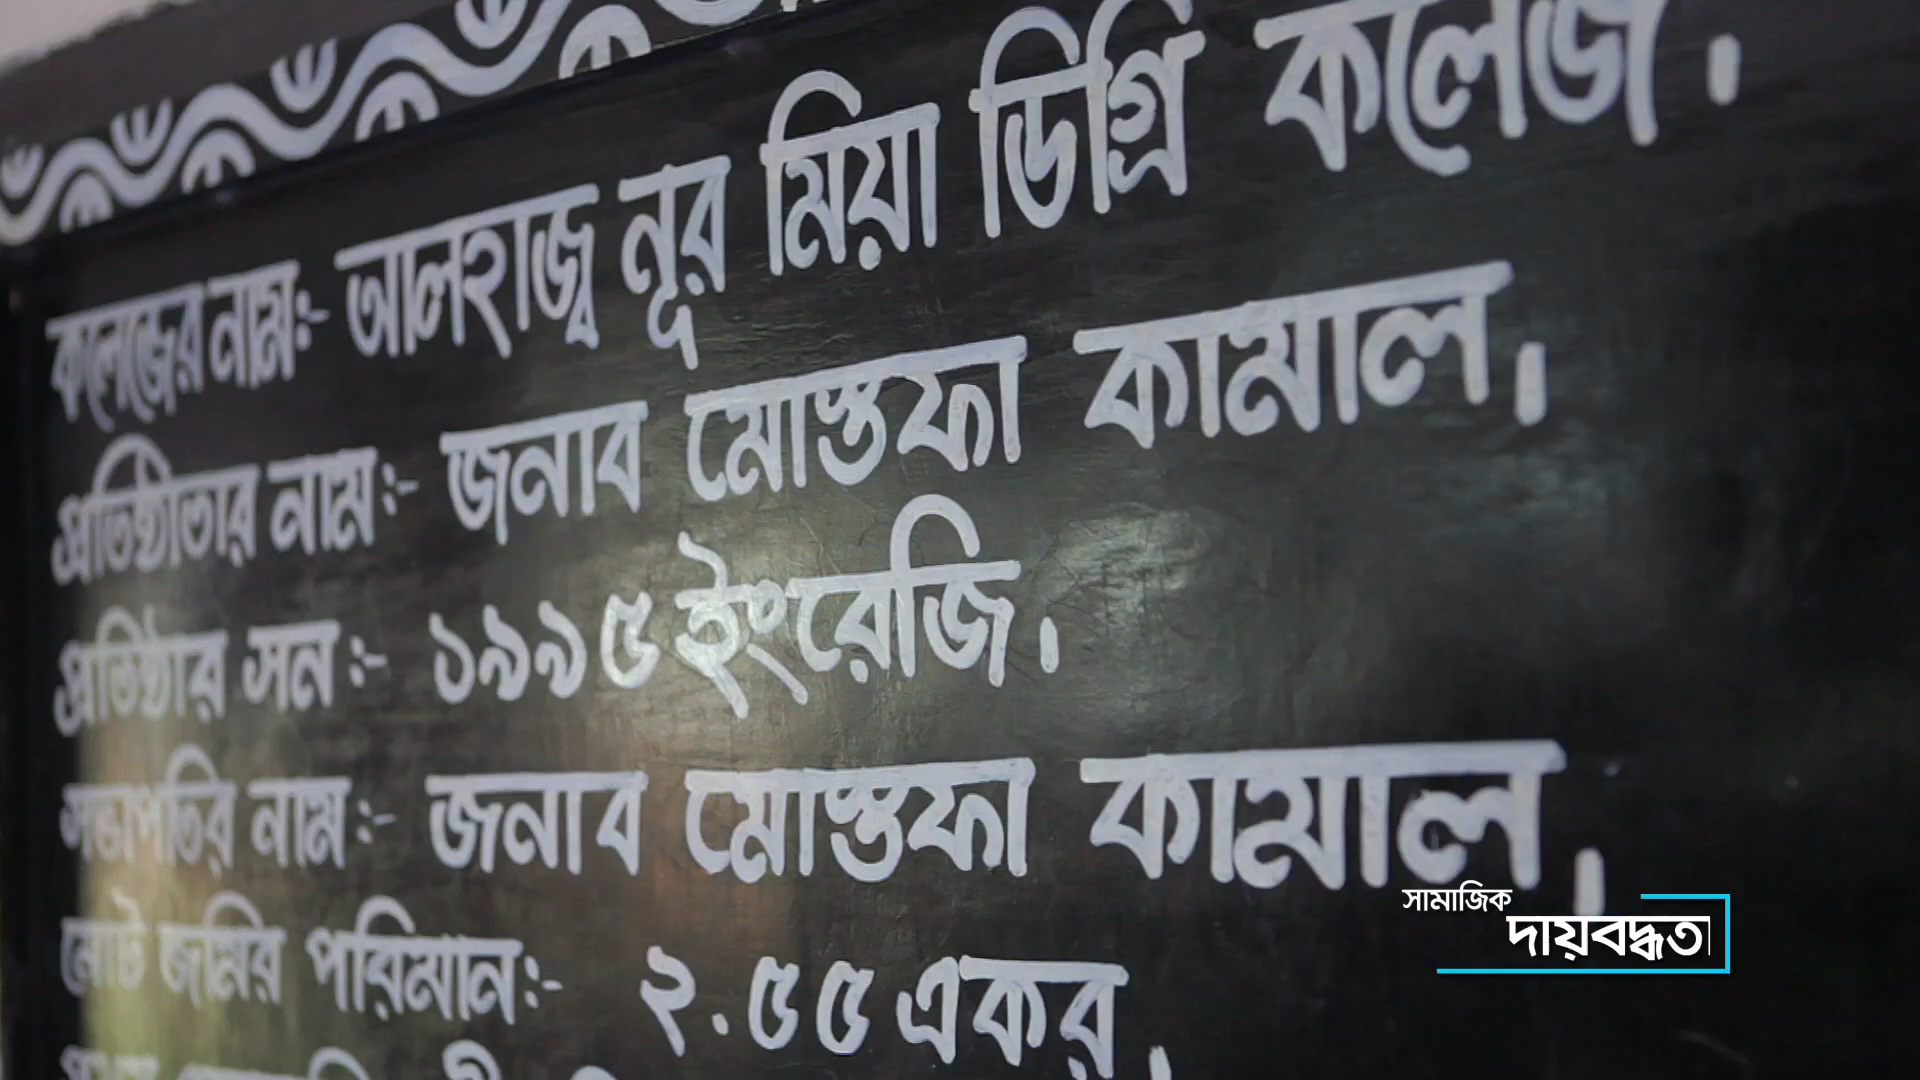 কলেজের নামঃ- আলহাজ্ব নূর মিয়া ডিগ্রি কলেজ।
প্রতিষ্ঠাতার নামঃ- জনাব মোস্তফা কামাল।
প্রতিষ্ঠার সনঃ- ১৯৯৫ ইংরেজি।
সভাপতির নামঃ- জনাব মোস্তফা কামাল।
মোট জমির পরিমানঃ- ২.৫৫ একর।
সামাজিক
দায়বদ্ধতা